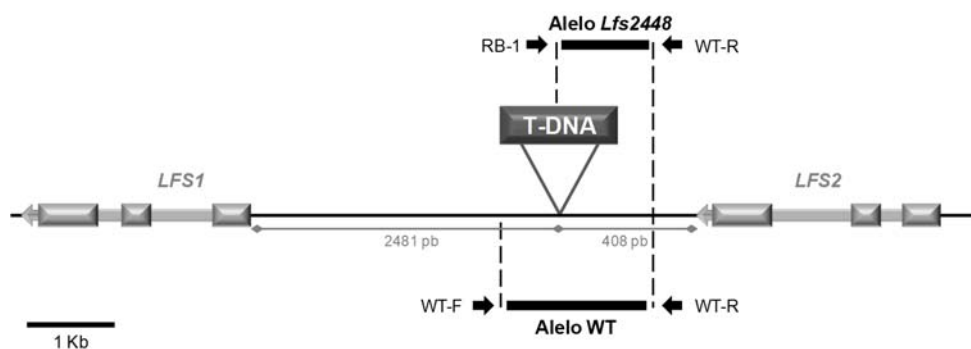 Alelo Lfs2448
RB-1 WT-R
T-DNA
LFS1 LFS2
2481 pb 408 pb
WT-F WT-R
Alelo WT
1 Kb